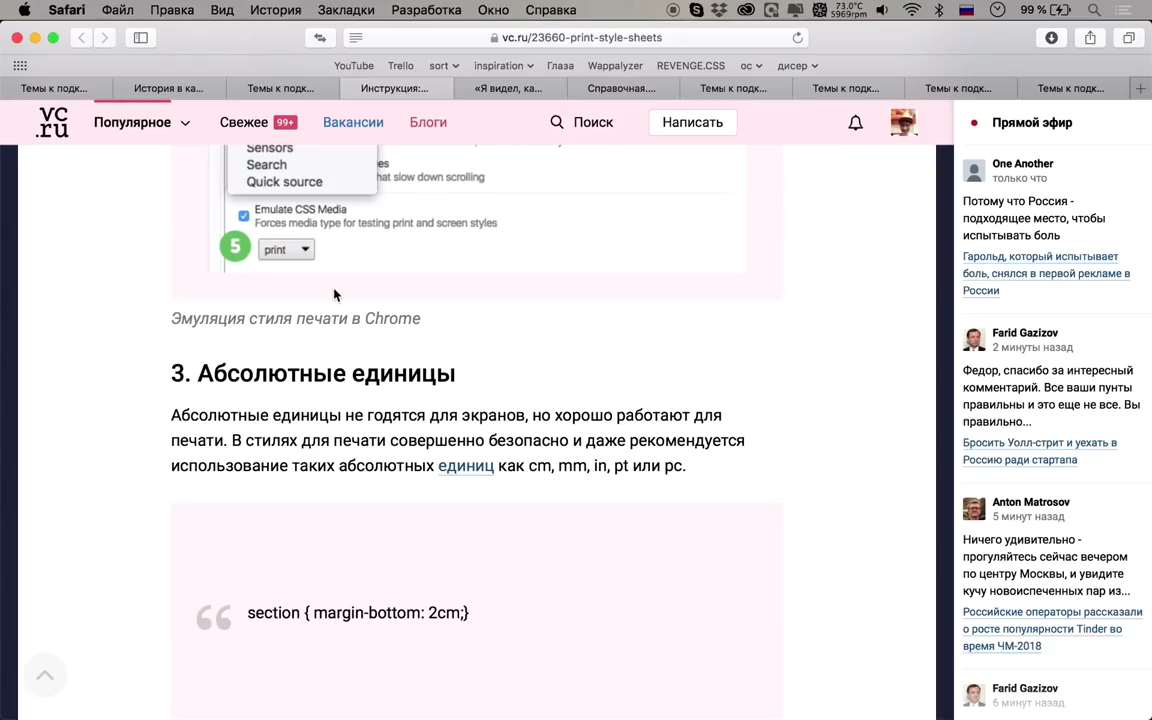 Safari Файл Правка Вид История Закладки Разработка Окно Справка
73.0°C
5969rpm
99 %
vc.ru/23660-print-style-sheets
YouTube Trello sort inspiration Глаза Wappalyzer REVENGE.CSS ос дисер
Темы к подк...
История в ка...
Темы к подк...
Инструкция:...
«Я видел, ка...
Справочная...
Темы к подк...
Темы к подк...
Темы к подк...
Темы к подк...
vc
.ru
Популярное
Свежее 99+
Вакансии
Блоги
Поиск
Написать
Sensors
Search
Quick source
es
hat slow down scrolling
Emulate CSS Media
Forces media type for testing print and screen styles
5
print
Эмуляция стиля печати в Chrome
3. Абсолютные единицы
Абсолютные единицы не годятся для экранов, но хорошо работают для
печати. В стилях для печати совершенно безопасно и даже рекомендуется
использование таких абсолютных единиц как cm, mm, in, pt или pc.
section { margin-bottom: 2cm;}
Прямой эфир
One Another
только что
Потому что Россия -
подходящее место, чтобы
испытывать боль
Гарольд, который испытывает
боль, снялся в первой рекламе в
России
Farid Gazizov
2 минуты назад
Федор, спасибо за интересный
комментарий. Все ваши пунты
правильны и это еще не все. Вы
правильно...
Бросить Уолл-стрит и уехать в
Россию ради стартапа
Anton Matrosov
5 минут назад
Ничего удивительно -
прогуляйтесь сейчас вечером
по центру Москвы, и увидите
кучу новоиспеченных пар из...
Российские операторы рассказали
о росте популярности Tinder во
время ЧМ-2018
Farid Gazizov
6 минут назад